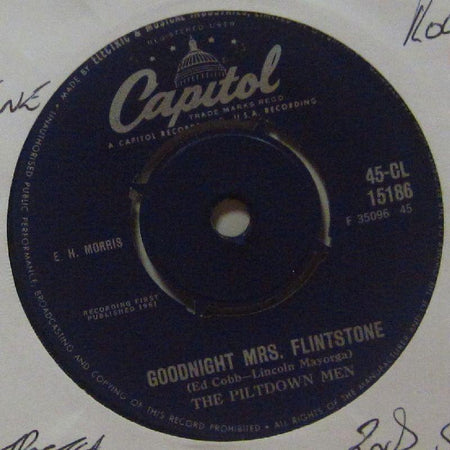 MADE BY ELECTRIC & MUSICAL INDUSTRIES, LIMITED
Capitol
TRADE MARKS REGD
A CAPITOL RECORDING U.S.A. RECORDING
45-CL
15186
F 35096 45
E. H. MORRIS
RECORDING FIRST
PUBLISHED 1961
GOODNIGHT MRS. FLINTSTONE
(Ed Cobb—Lincoln Mayorga)
THE PILTDOWN MEN
UNAUTHORISED PUBLIC PERFORMANCE, BROADCASTING AND COPYING OF THIS RECORD PROHIBITED · ALL RIGHTS OF THE MANUFACTURER